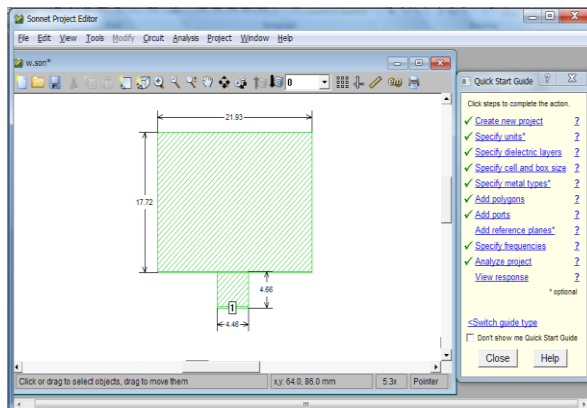 Sonnet Project Editor
File Edit View Tools Modify Circuit Analysis Project Window Help
w.son*
0
21.93
17.72
4.66
1
4.46
Click or drag to select objects, drag to move them x,y: 64.0, 86.0 mm 5.3x Pointer
Quick Start Guide ? X
Click steps to complete the action.
Create new project ?
Specify units* ?
Specify dielectric layers ?
Specify cell and box size ?
Specify metal types* ?
Add polygons ?
Add ports ?
Add reference planes* ?
Specify frequencies ?
Analyze project ?
View response ?
* optional
<Switch guide type
Don't show me Quick Start Guide
Close Help